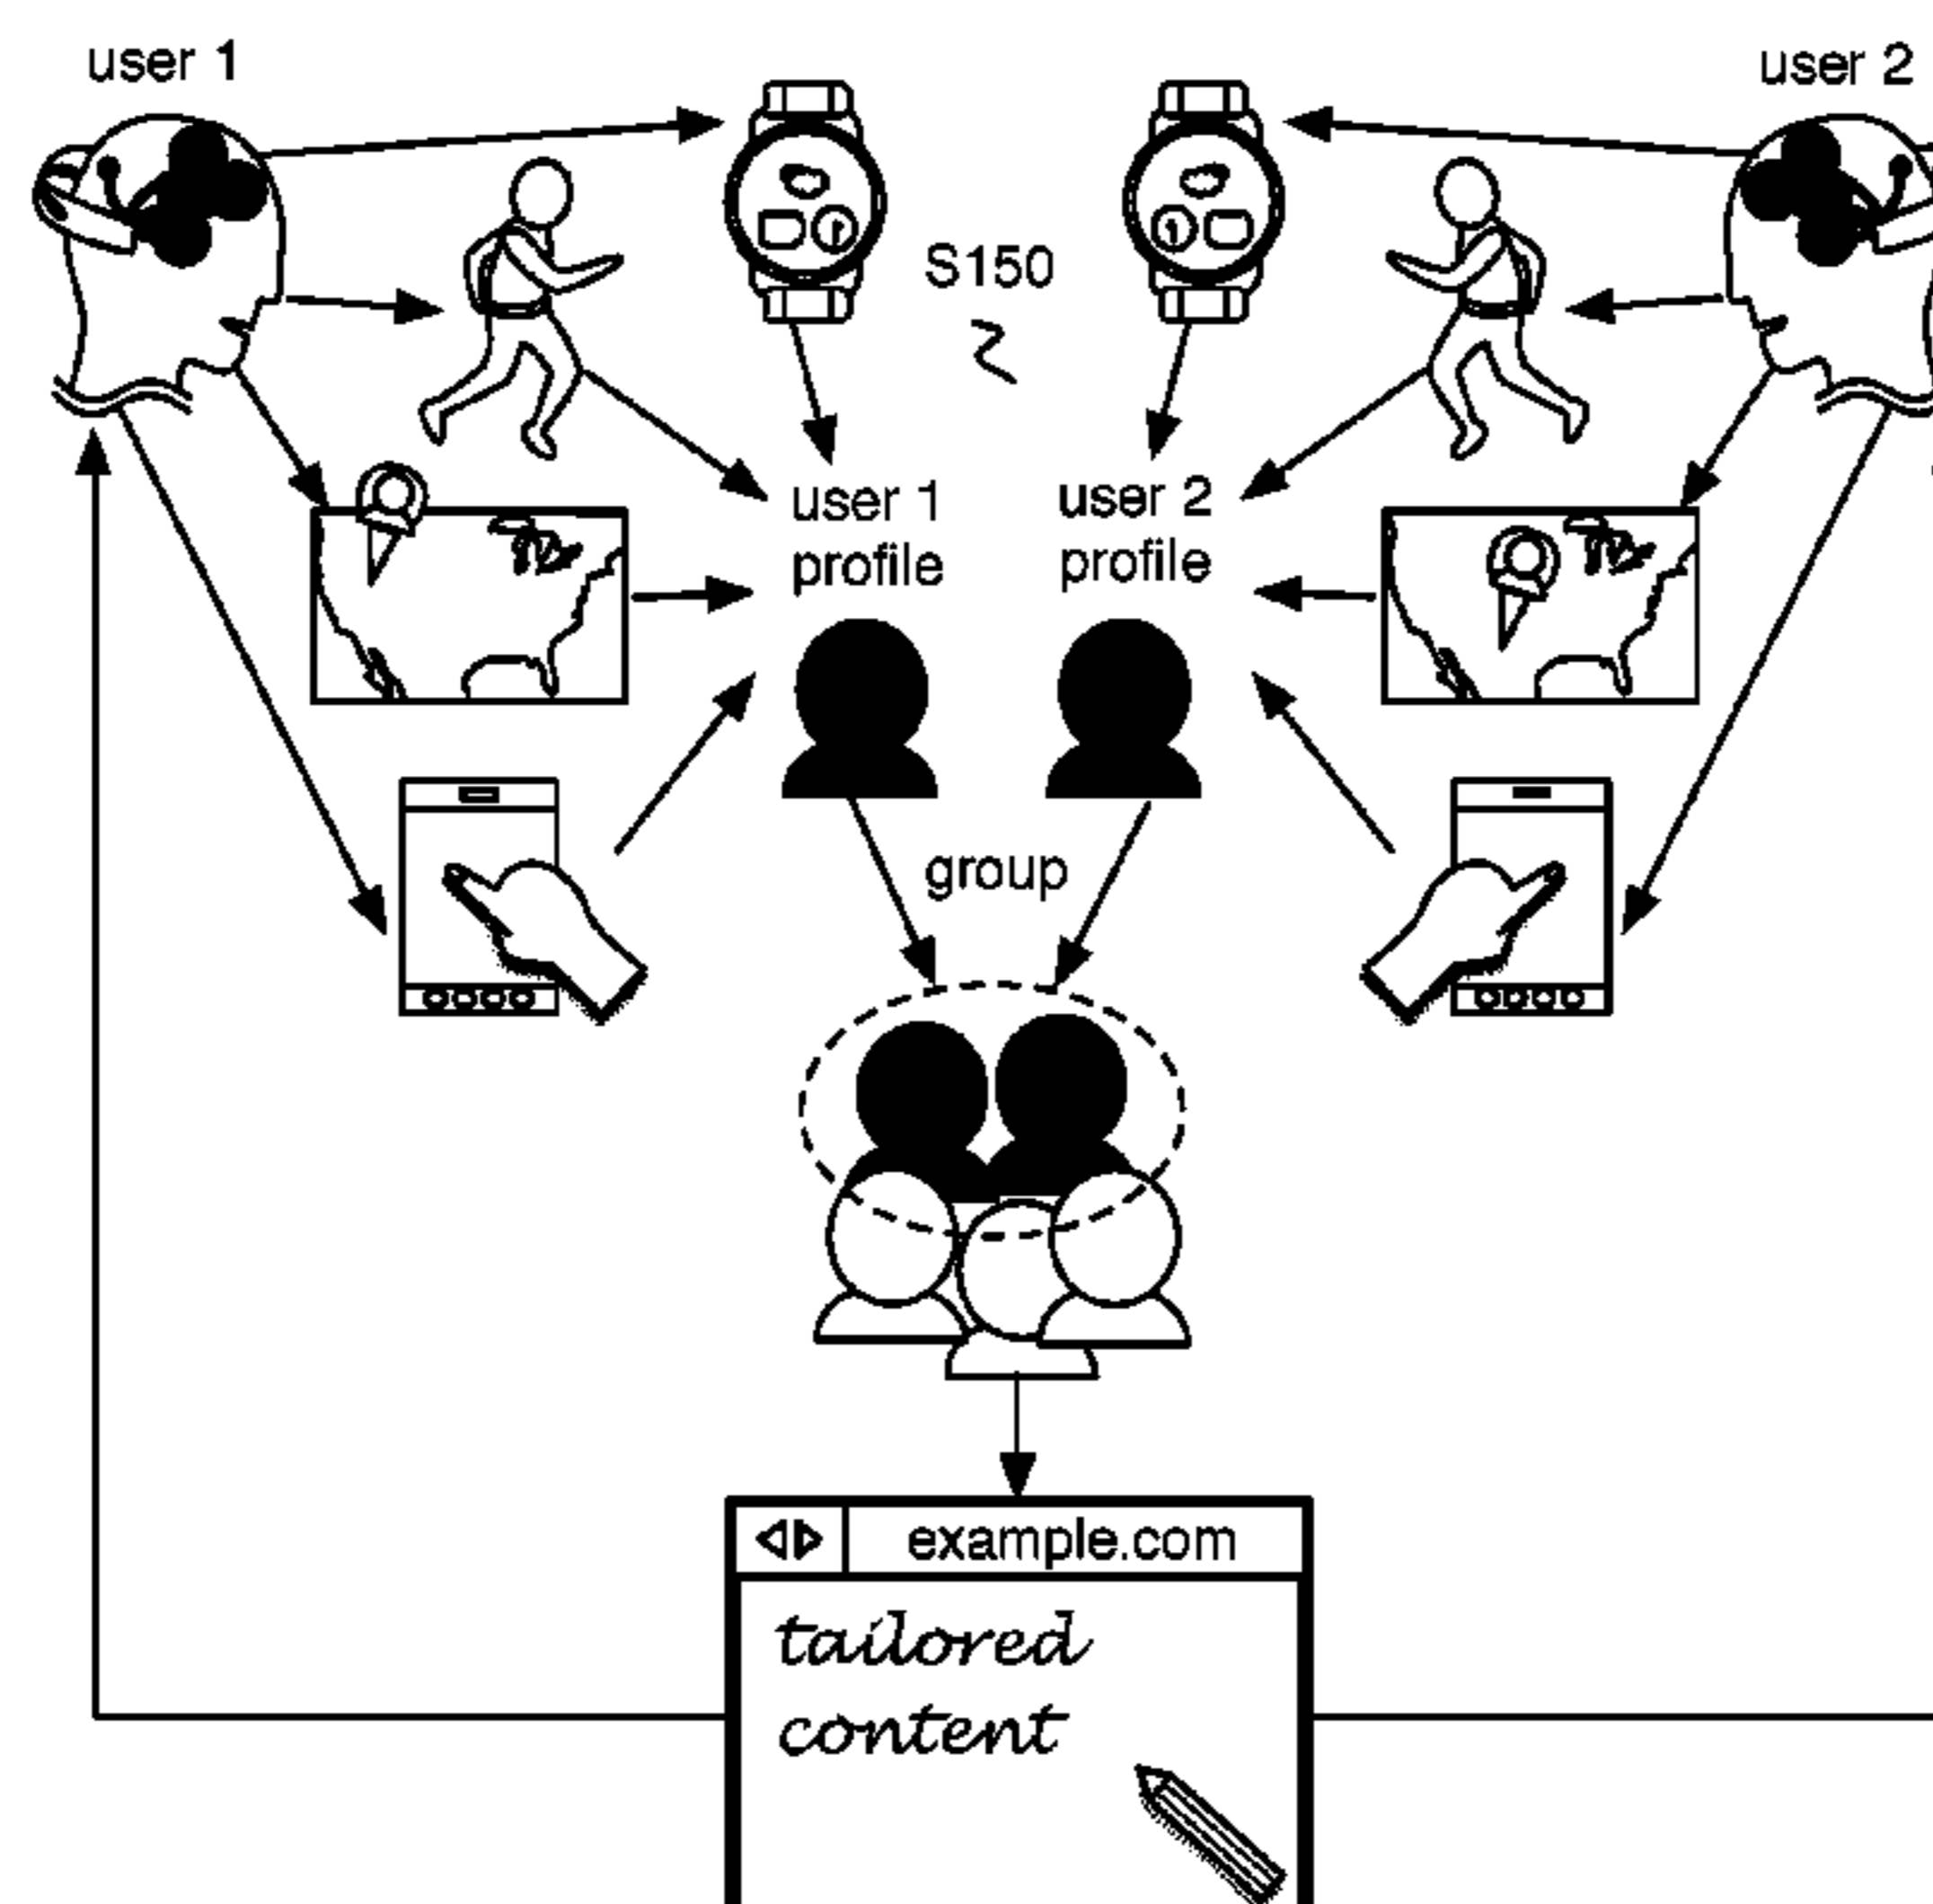 user 1
user 2
S150
user 1
profile
user 2
profile
group
example.com
tailored
content